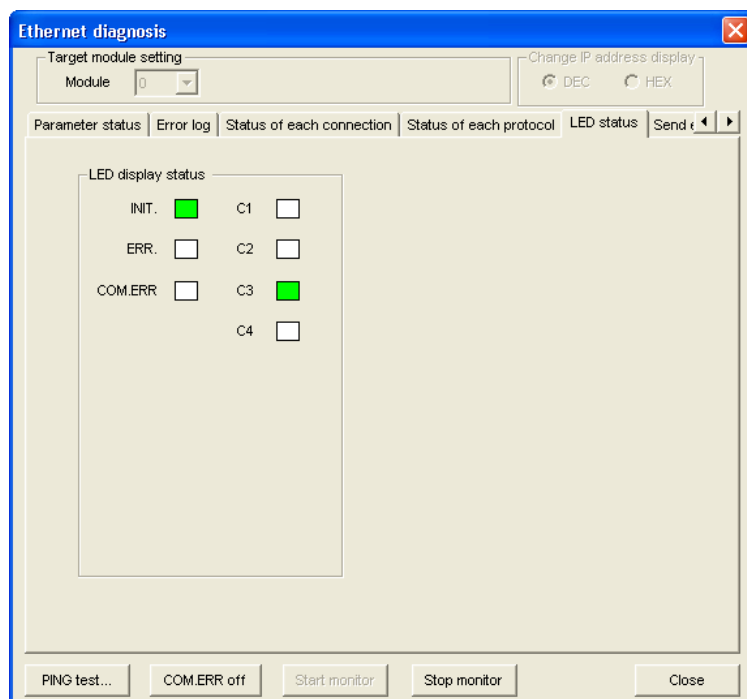 Ethernet diagnosis
Target module setting
Change IP address display
Module 0
DEC HEX
Parameter status Error log Status of each connection Status of each protocol LED status Send
LED display status
INIT. C1
ERR. C2
COM.ERR C3
C4
PING test... COM.ERR off Start monitor Stop monitor Close